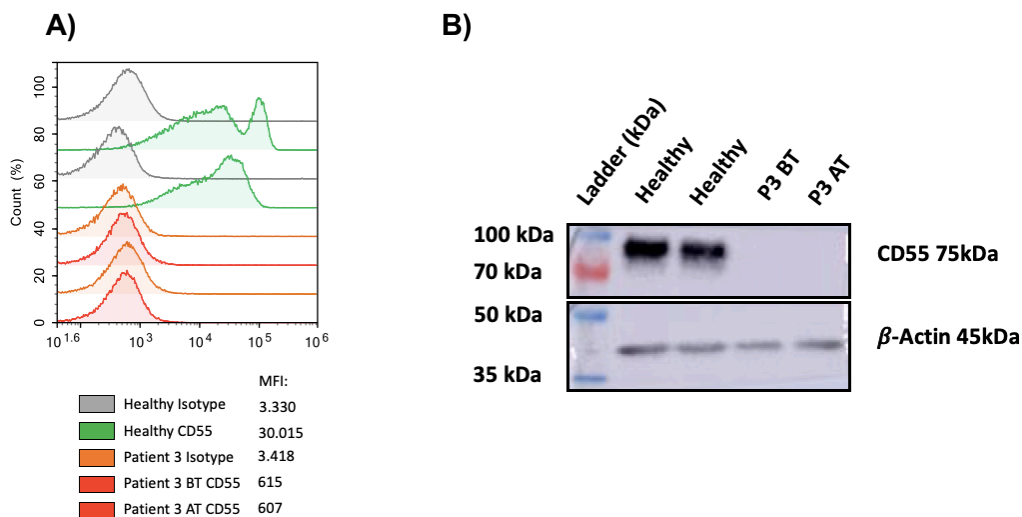 A)
B)
Count (%)
100
80
60
40
20
0
10^1.6
10^3
10^4
10^5
10^6
MFI:
Healthy Isotype 3.330
Healthy CD55 30.015
Patient 3 Isotype 3.418
Patient 3 BT CD55 615
Patient 3 AT CD55 607
Ladder (kDa)
Healthy
Healthy
P3 BT
P3 AT
100 kDa
70 kDa
50 kDa
35 kDa
CD55 75kDa
β-Actin 45kDa